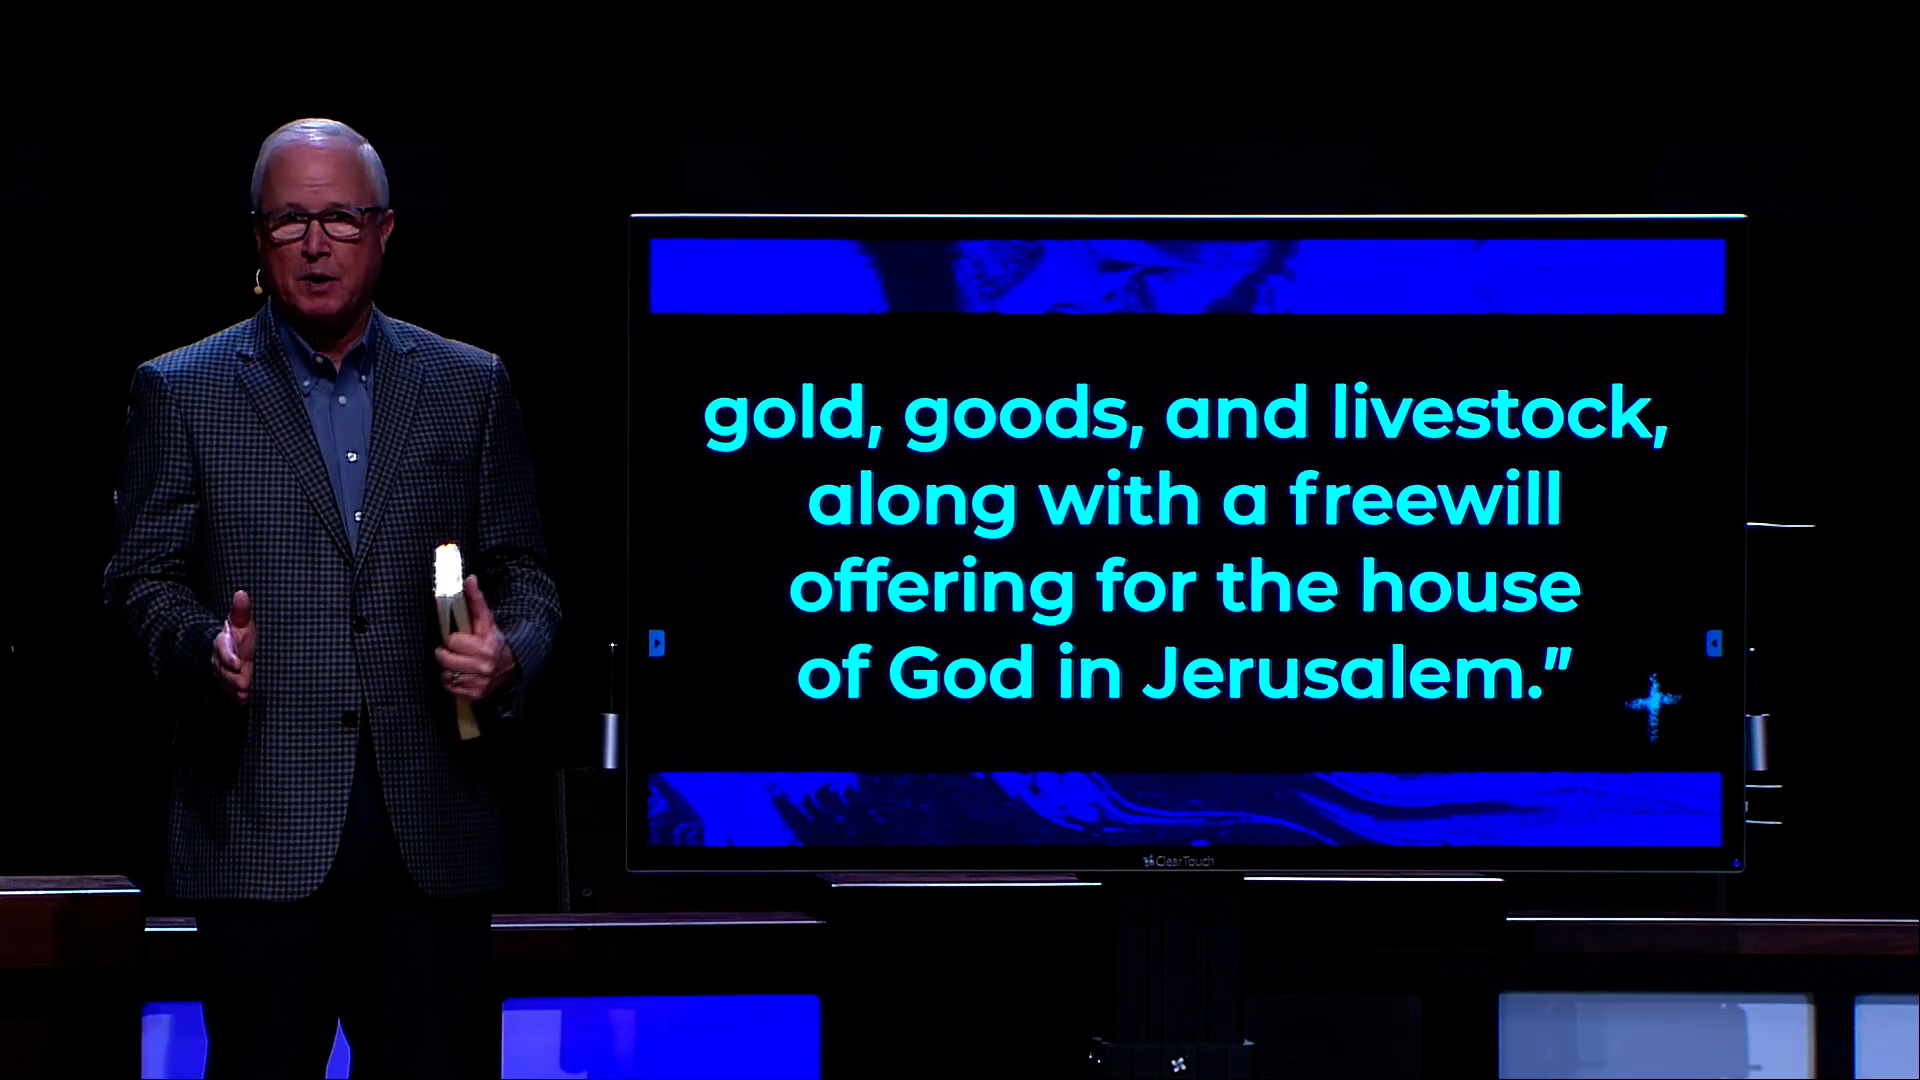 gold, goods, and livestock,
along with a freewill
offering for the house
of God in Jerusalem.”
ClearTouch